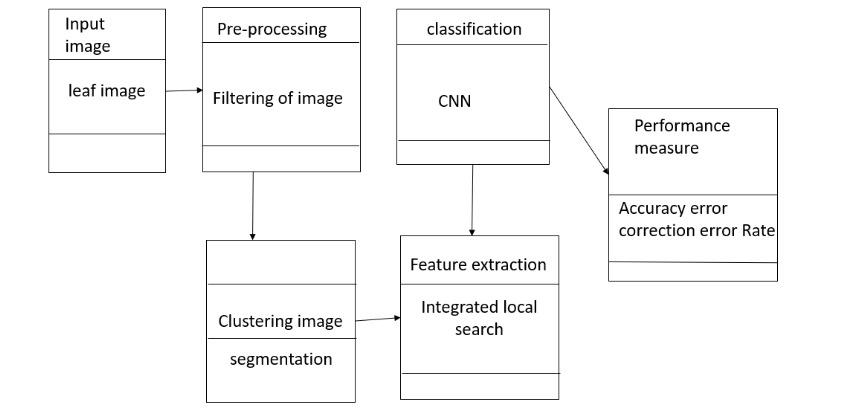 Input
image
leaf image
Pre-processing
Filtering of image
classification
CNN
Performance
measure
Accuracy error
correction error Rate
Clustering image
segmentation
Feature extraction
Integrated local
search